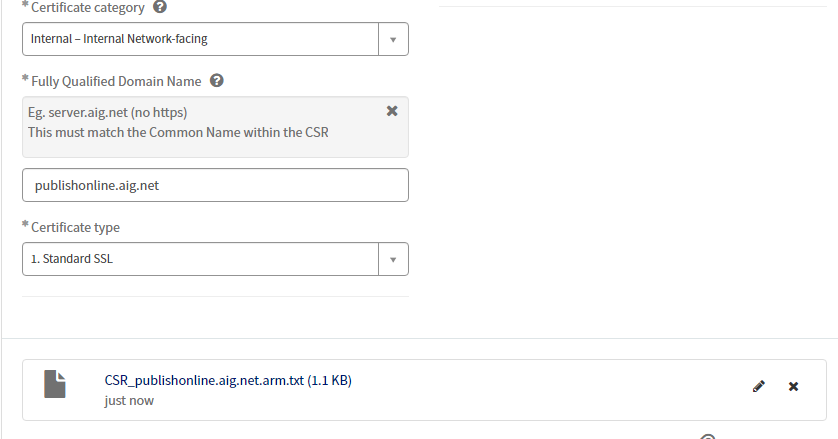 * Certificate category ?
Internal – Internal Network-facing
* Fully Qualified Domain Name ?
Eg. server.aig.net (no https)
This must match the Common Name within the CSR
publishonline.aig.net
* Certificate type
1. Standard SSL
CSR_publishonline.aig.net.arm.txt (1.1 KB)
just now